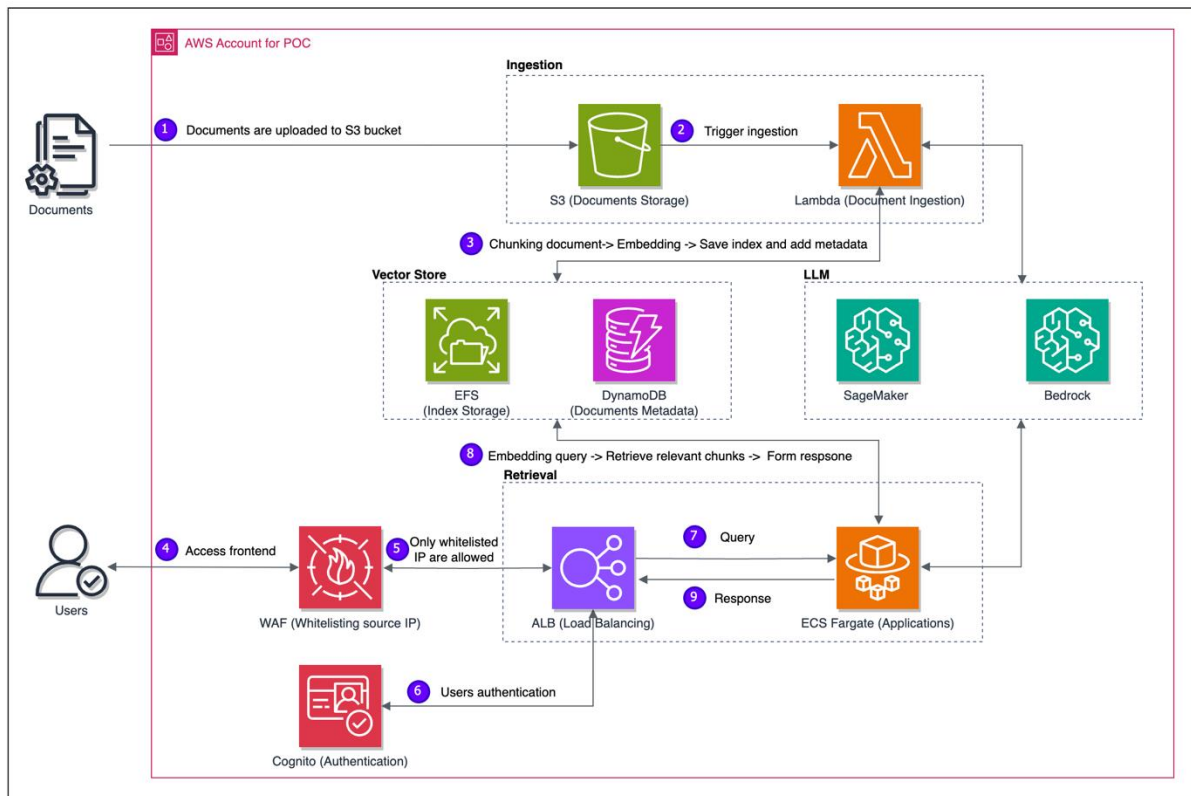 AWS Account for POC
Ingestion
1
Documents are uploaded to S3 bucket
2
Trigger ingestion
Documents
S3 (Documents Storage)
Lambda (Document Ingestion)
3
Chunking document-> Embedding -> Save index and add metadata
Vector Store
LLM
EFS
(Index Storage)
DynamoDB
(Documents Metadata)
SageMaker
Bedrock
8
Embedding query -> Retrieve relevant chunks -> Form respsone
Retrieval
4
Access frontend
5
Only whitelisted
IP are allowed
7
Query
9
Response
Users
WAF (Whitelisting source IP)
ALB (Load Balancing)
ECS Fargate (Applications)
6
Users authentication
Cognito (Authentication)